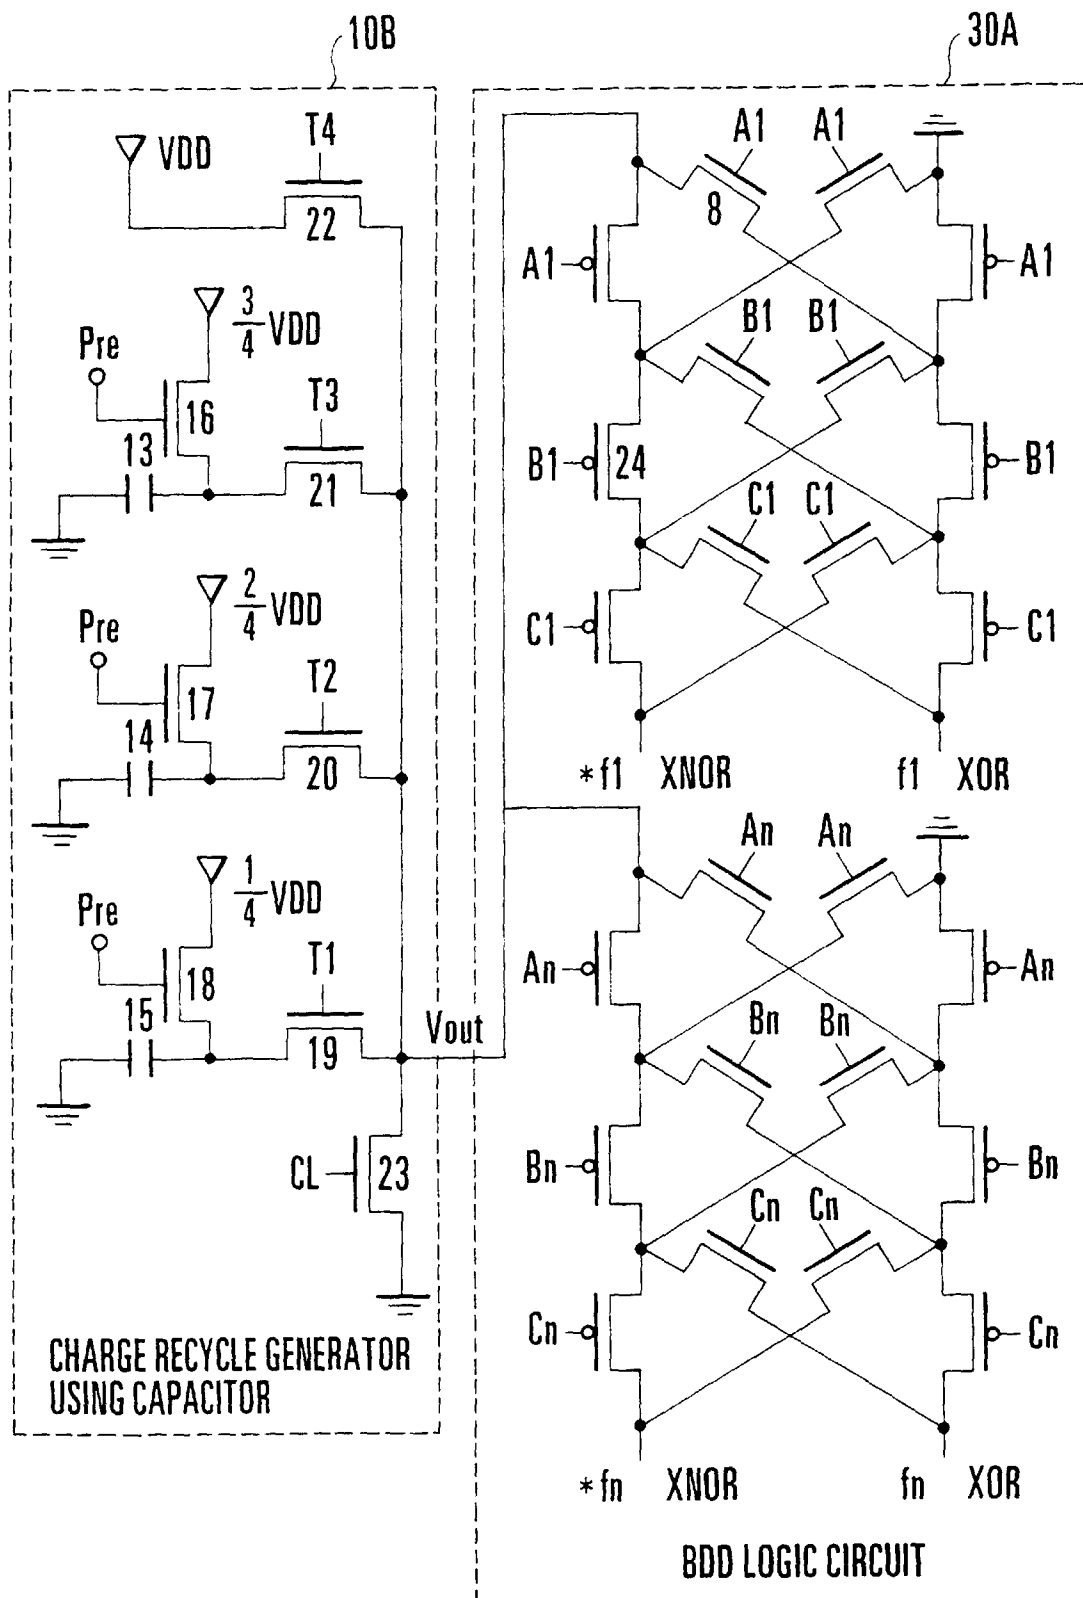 10B
30A
VDD
T4
22
3/4 VDD
Pre
16
13
T3
21
2/4 VDD
Pre
17
14
T2
20
1/4 VDD
Pre
18
15
T1
19
Vout
CL
23
CHARGE RECYCLE GENERATOR
USING CAPACITOR
A1 A1
8
A1 A1
B1 B1
B1 24 B1
C1 C1
C1 C1
*f1 XNOR f1 XOR
An An
An An
Bn Bn
Bn Bn
Cn Cn
Cn Cn
*fn XNOR fn XOR
BDD LOGIC CIRCUIT